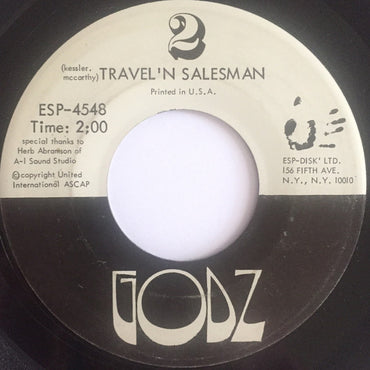 2
(kessler, mccarthy) TRAVEL'N SALESMAN
Printed in U.S.A.
ESP-4548
Time: 2;00
special thanks to
Herb Abramson of
A-1 Sound Studio
©copyright United
International ASCAP
ESP-DISK' LTD.
156 FIFTH AVE.
N.Y., N.Y. 10010
GODZ